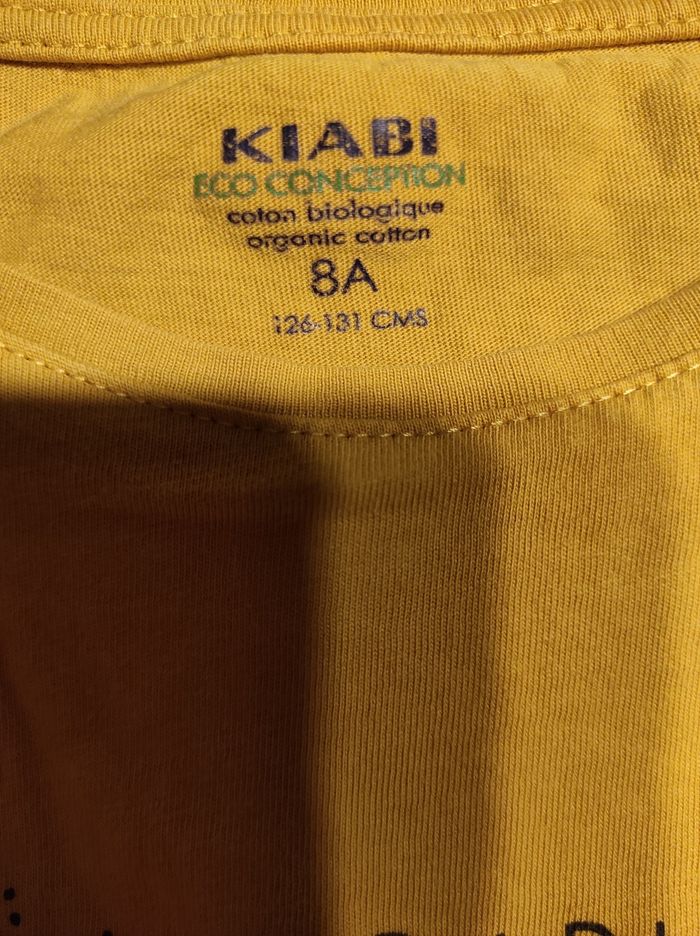 KIABI
ECO CONCEPTION
coton biologique
organic cotton
8A
126-131 CMS